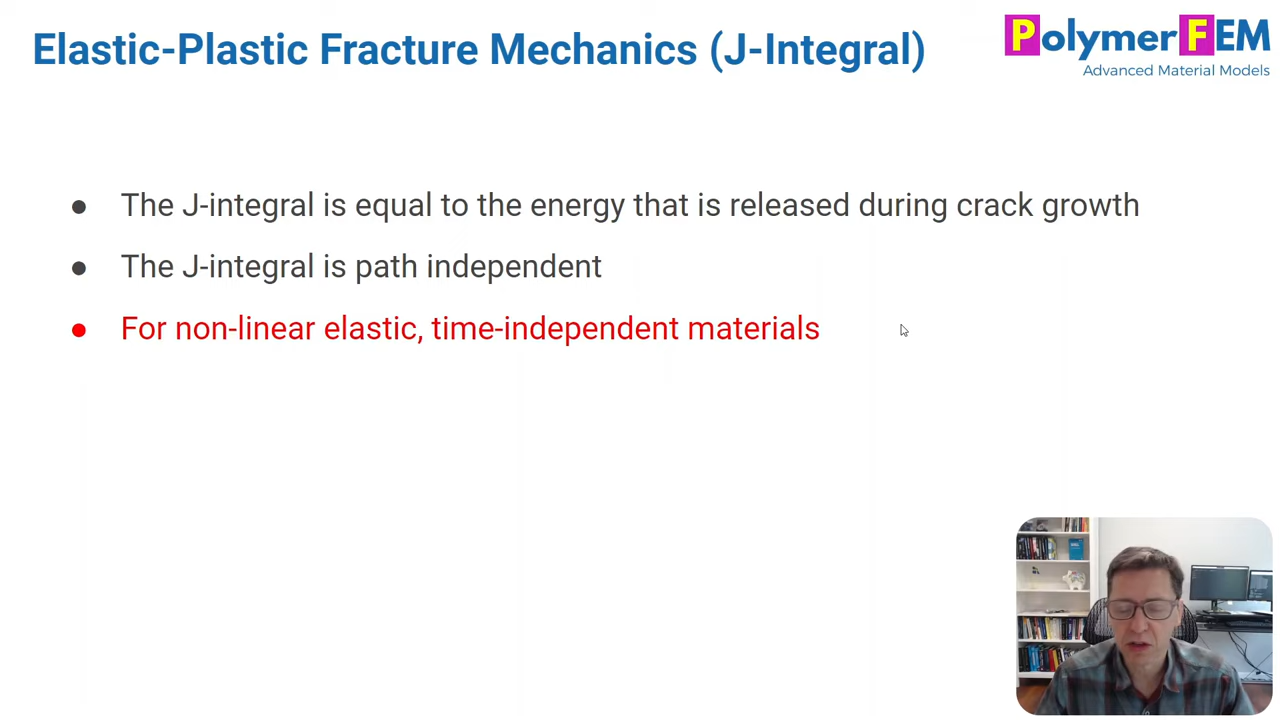 Elastic-Plastic Fracture Mechanics (J-Integral)
PolymerFEM
Advanced Material Models
● The J-integral is equal to the energy that is released during crack growth
● The J-integral is path independent
● For non-linear elastic, time-independent materials